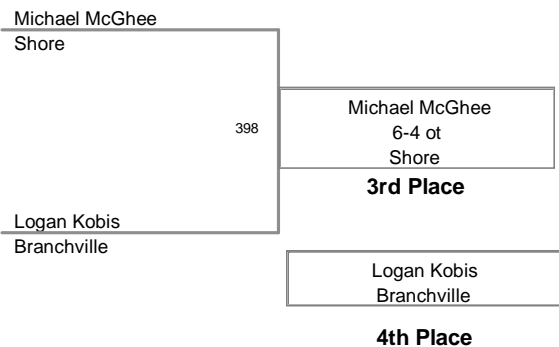 Michael McGhee
Shore
398
Michael McGhee
6-4 ot
Shore
3rd Place
Logan Kobis
Branchville
Logan Kobis
Branchville
4th Place